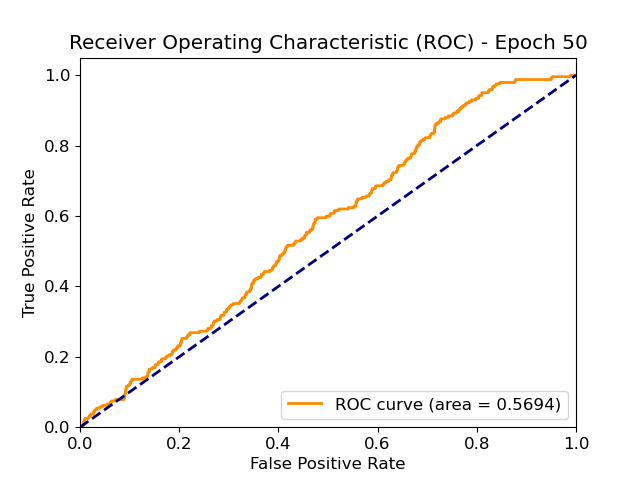 Receiver Operating Characteristic (ROC) - Epoch 50
True Positive Rate
1.0
0.8
0.6
0.4
0.2
0.0
ROC curve (area = 0.5694)
0.0 0.2 0.4 0.6 0.8 1.0
False Positive Rate